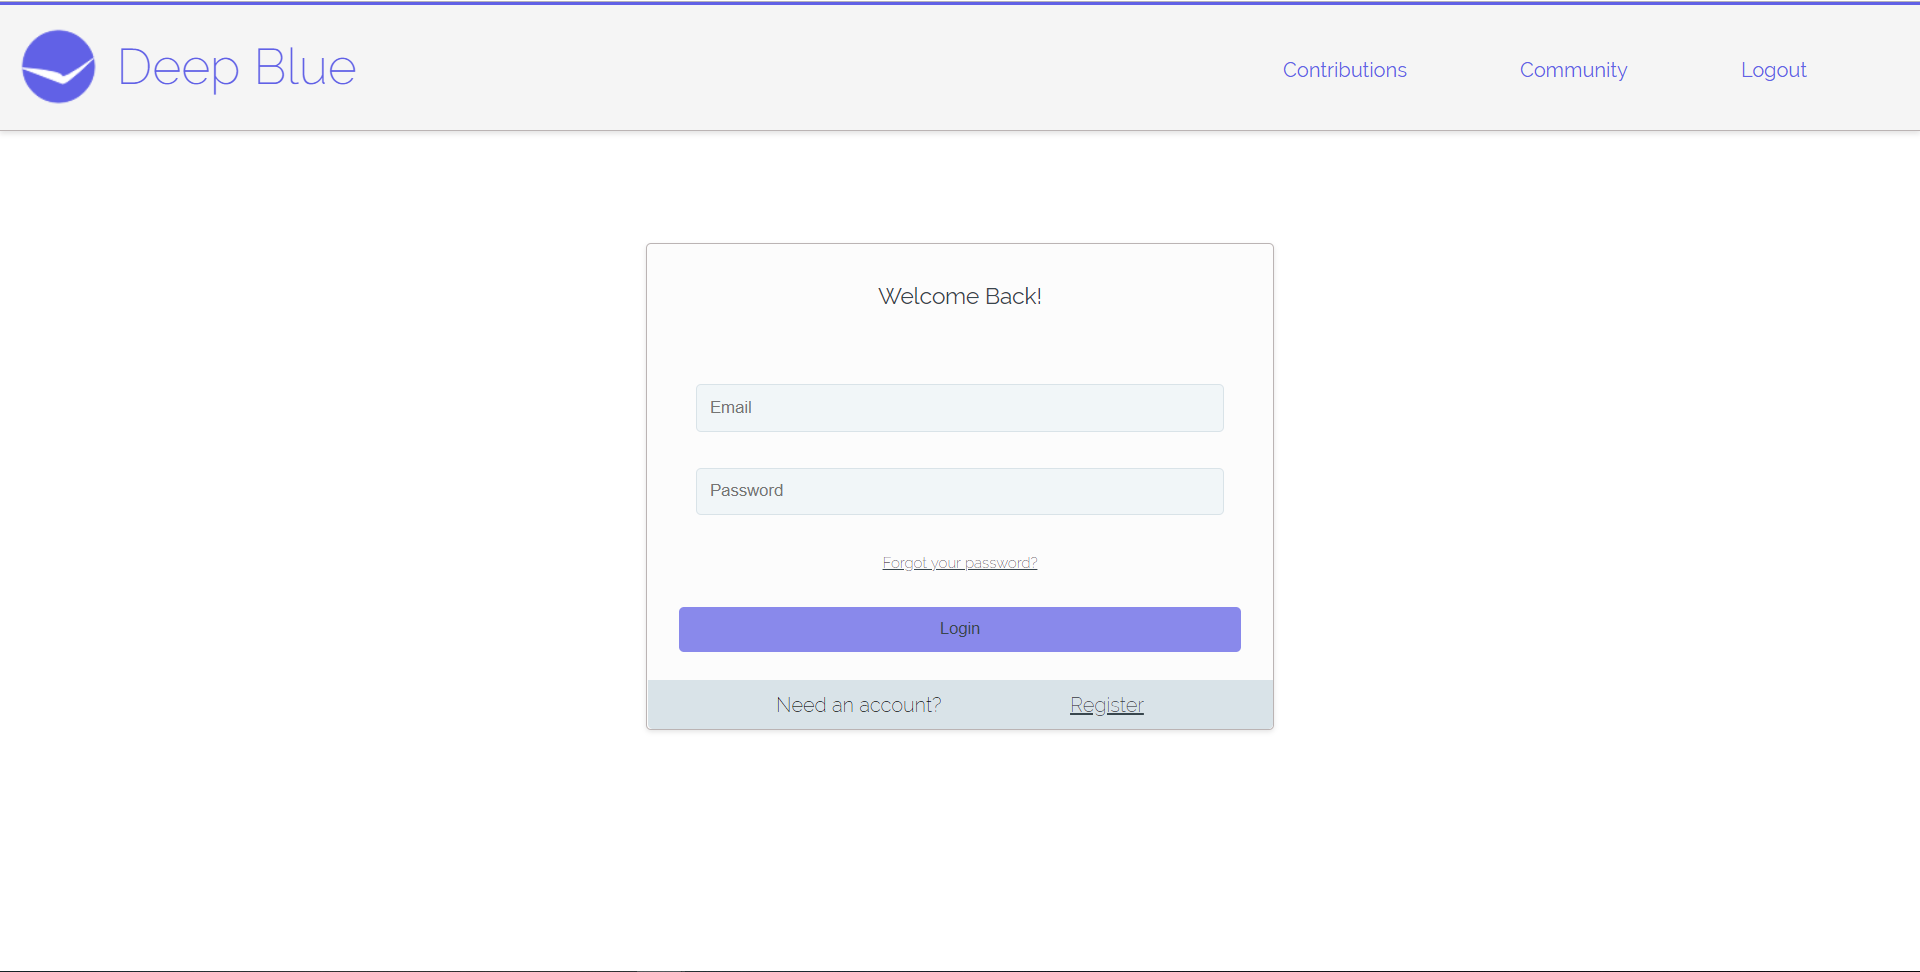 Deep Blue
Contributions
Community
Logout
Welcome Back!
Email
Password
Forgot your password?
Login
Need an account?
Register